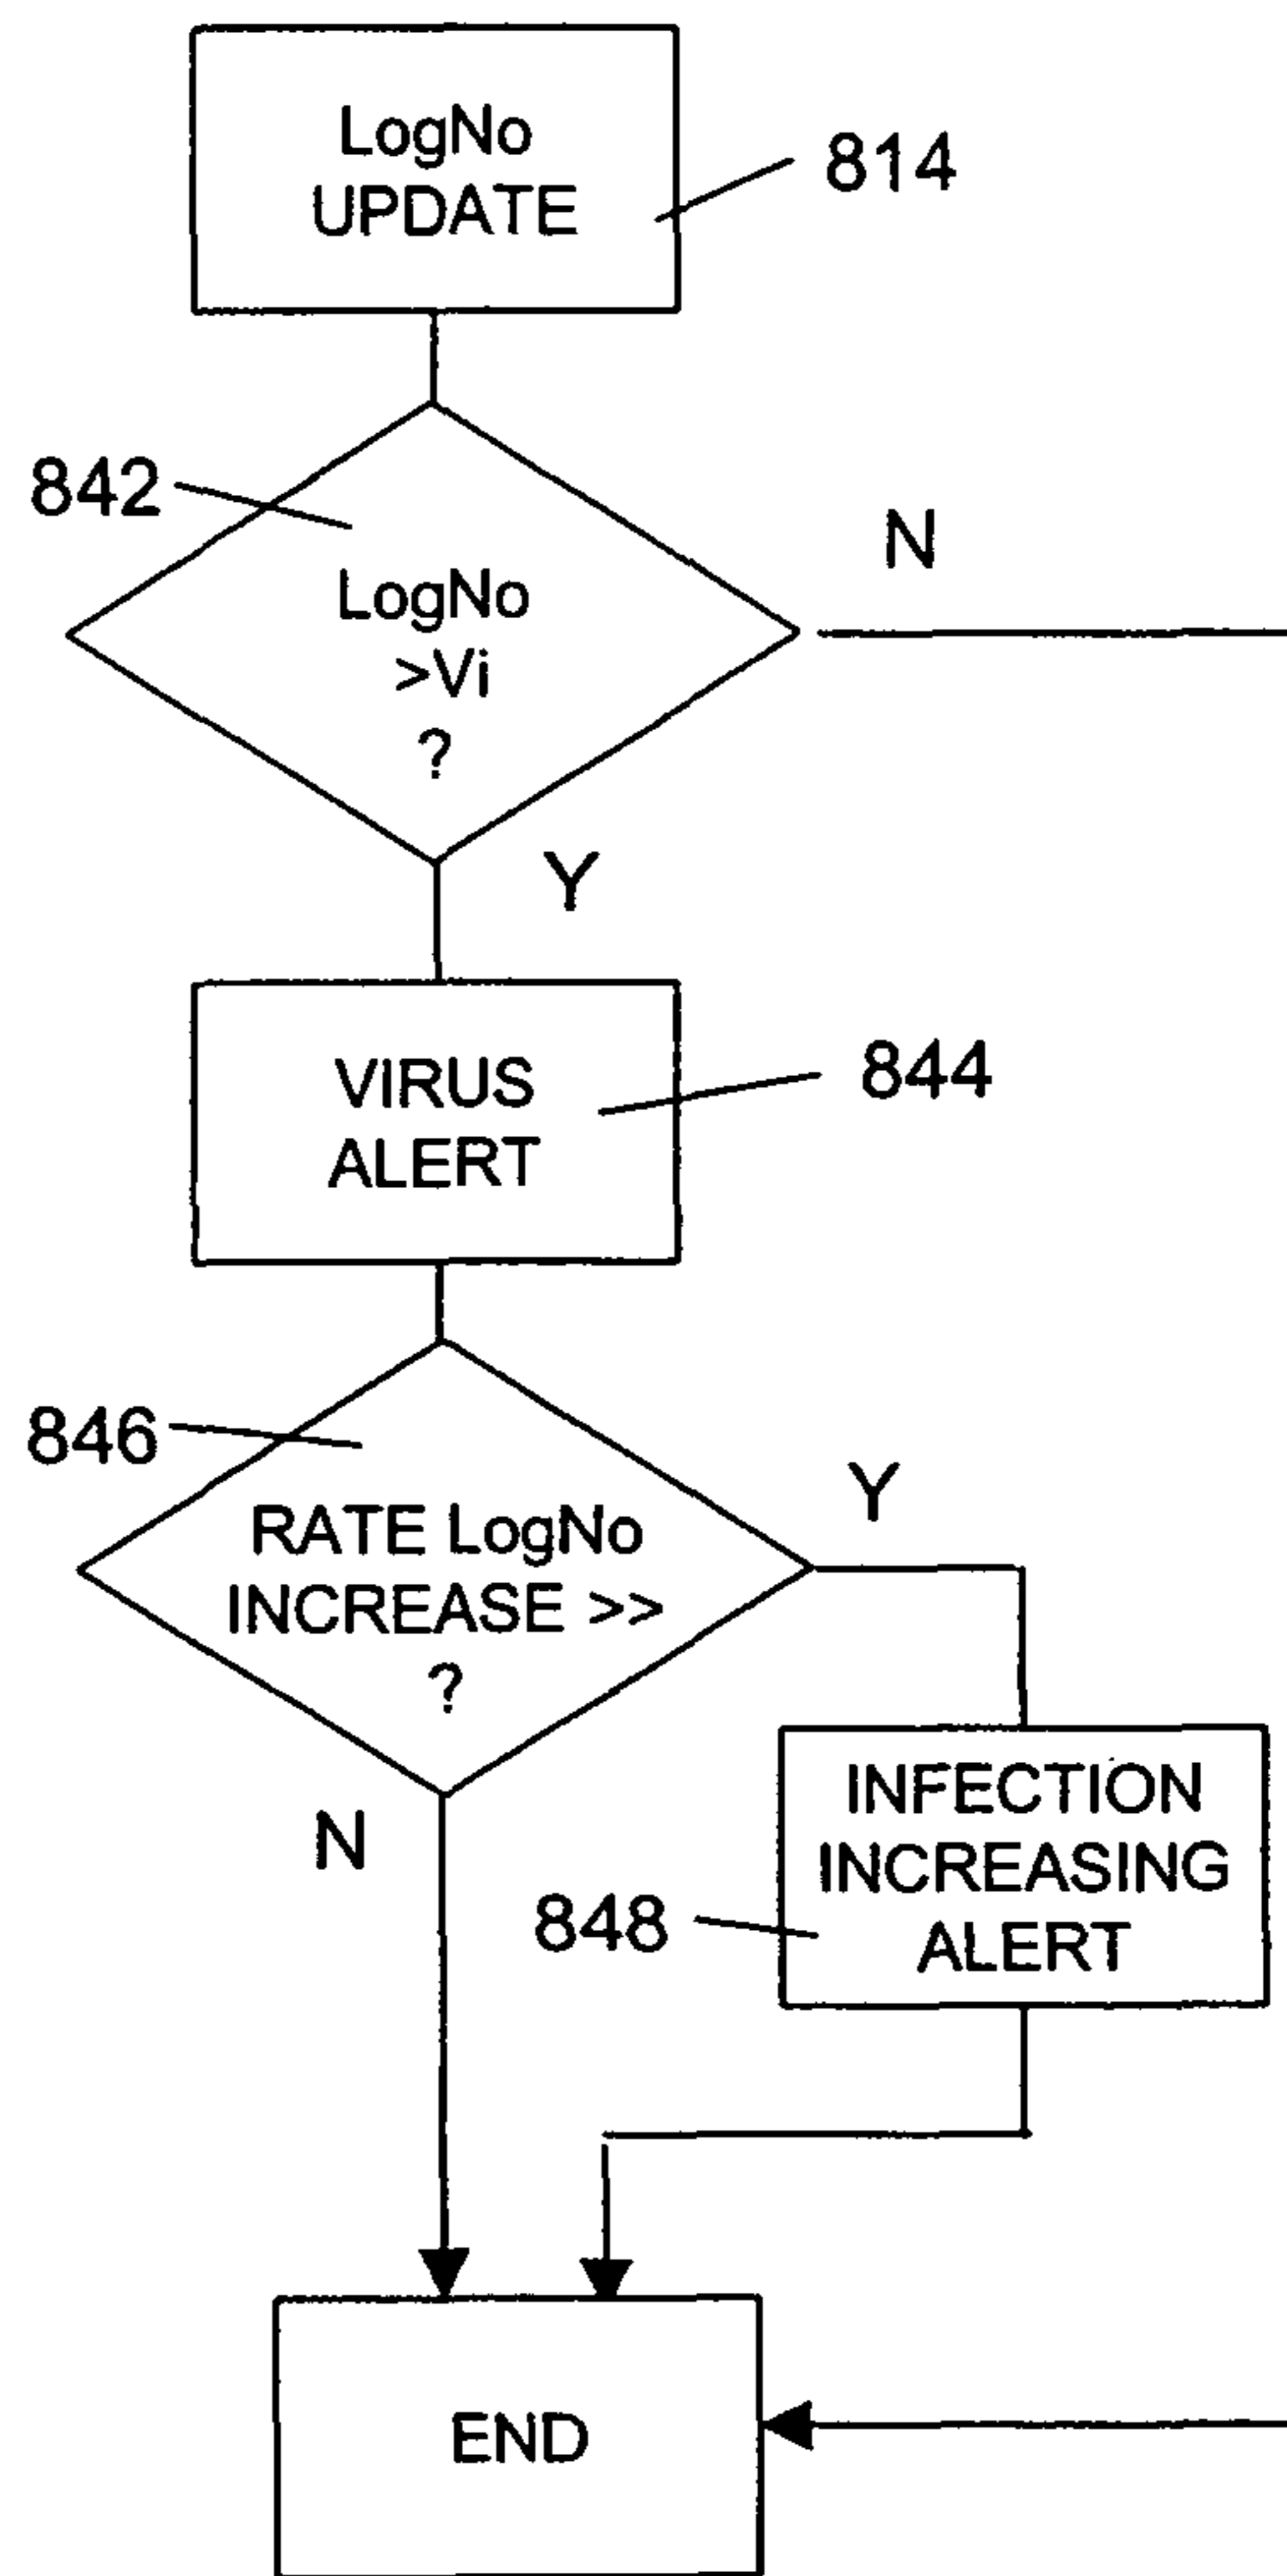 LogNo
UPDATE
814
842
LogNo
>Vi
?
N
Y
VIRUS
ALERT
844
846
RATE LogNo
INCREASE >>
?
Y
N
INFECTION
INCREASING
ALERT
848
END